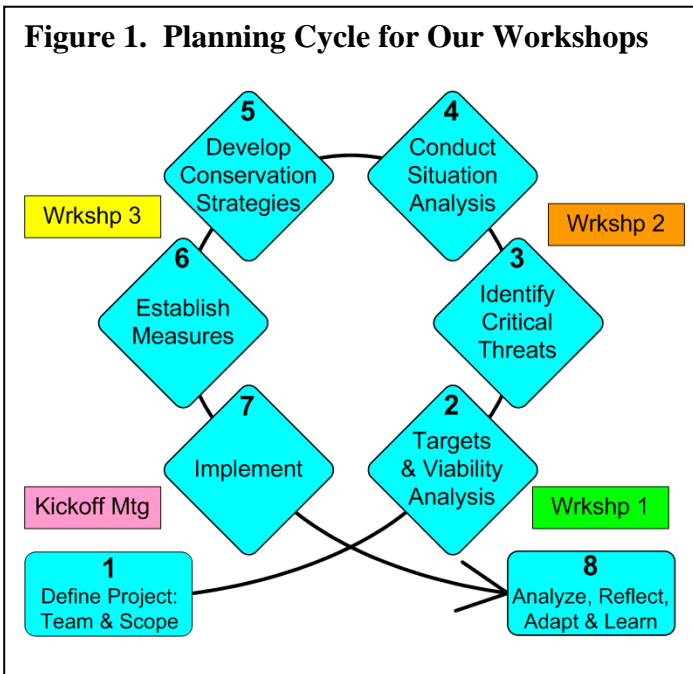 Figure 1.  Planning Cycle for Our Workshops
5
Develop
Conservation
Strategies
4
Conduct
Situation
Analysis
Wrkshp 3
Wrkshp 2
6
Establish
Measures
3
Identify
Critical
Threats
7
Implement
2
Targets
& Viability
Analysis
Kickoff Mtg
Wrkshp 1
1
Define Project:
Team & Scope
8
Analyze, Reflect,
Adapt & Learn